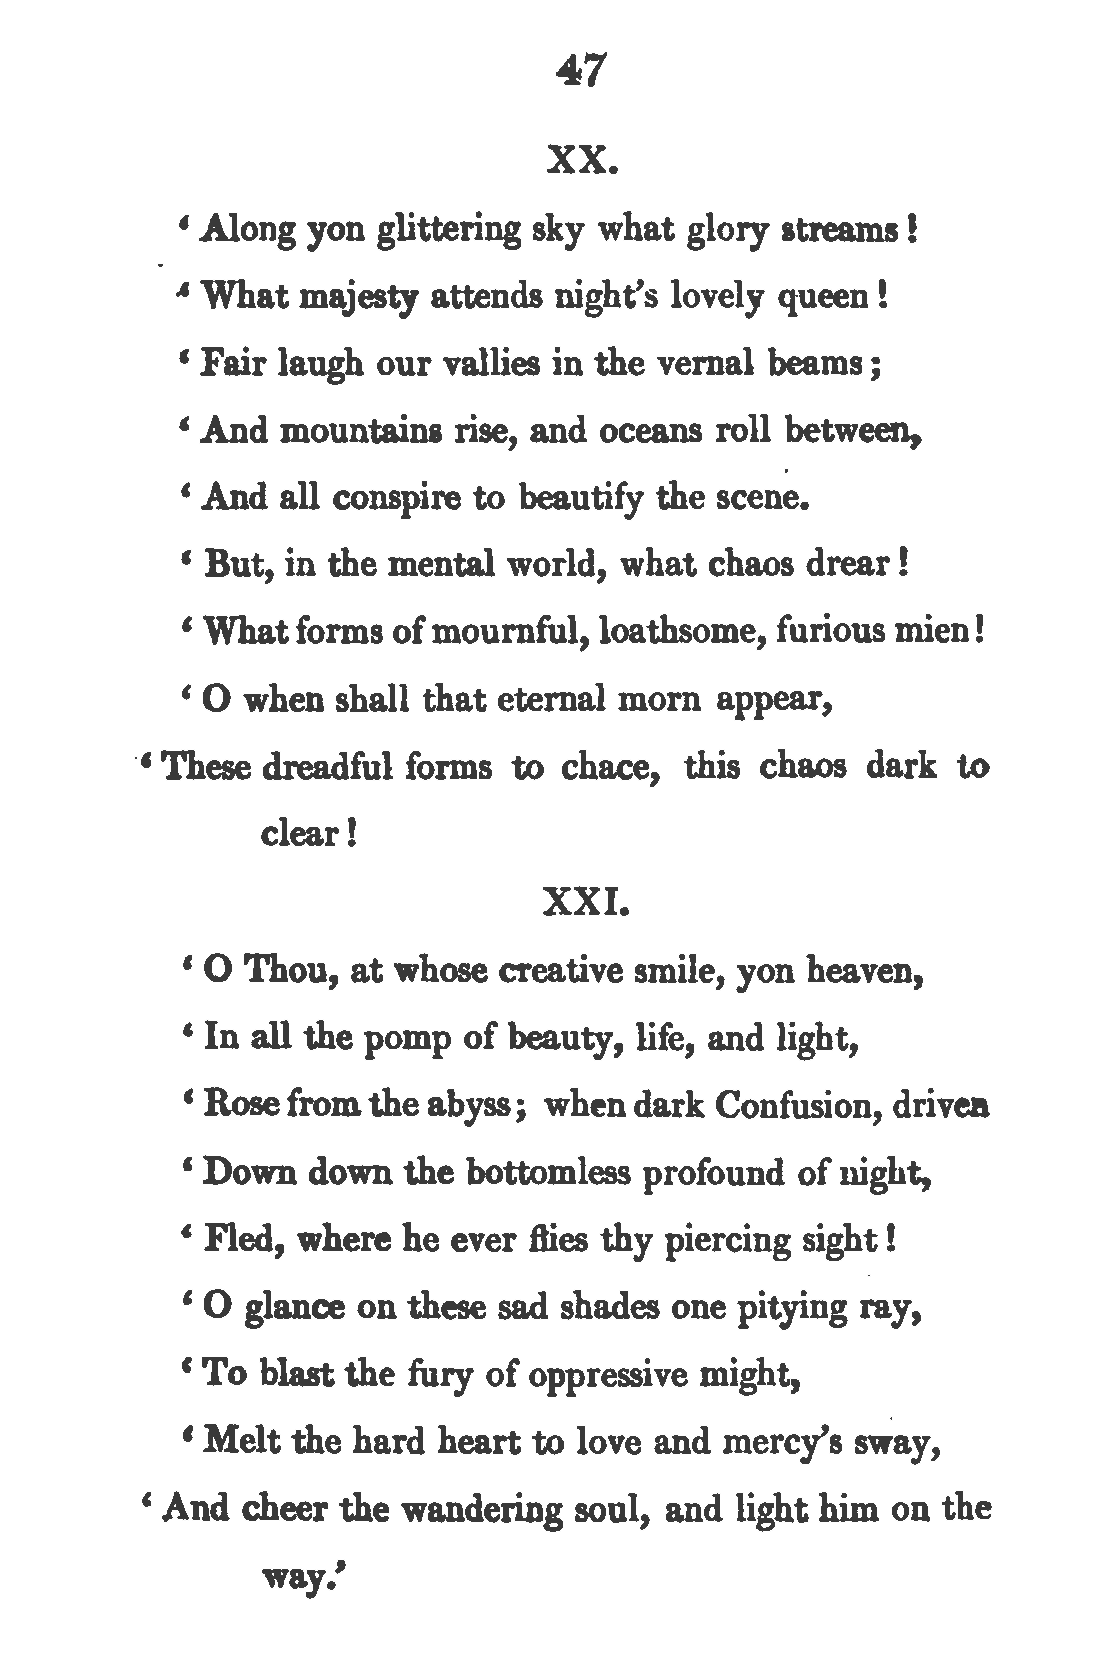 47
XX.
‘ Along yon glittering sky what glory streams !
‘ What majesty attends night’s lovely queen !
‘ Fair laugh our vallies in the vernal beams ;
‘ And mountains rise, and oceans roll between,
‘ And all conspire to beautify the scene.
‘ But, in the mental world, what chaos drear !
‘ What forms of mournful, loathsome, furious mien !
‘ O when shall that eternal morn appear,
‘ These dreadful forms to chace, this chaos dark to
clear !
XXI.
‘ O Thou, at whose creative smile, yon heaven,
‘ In all the pomp of beauty, life, and light,
‘ Rose from the abyss ; when dark Confusion, driven
‘ Down down the bottomless profound of night,
‘ Fled, where he ever flies thy piercing sight !
‘ O glance on these sad shades one pitying ray,
‘ To blast the fury of oppressive might,
‘ Melt the hard heart to love and mercy’s sway,
‘ And cheer the wandering soul, and light him on the
way.’